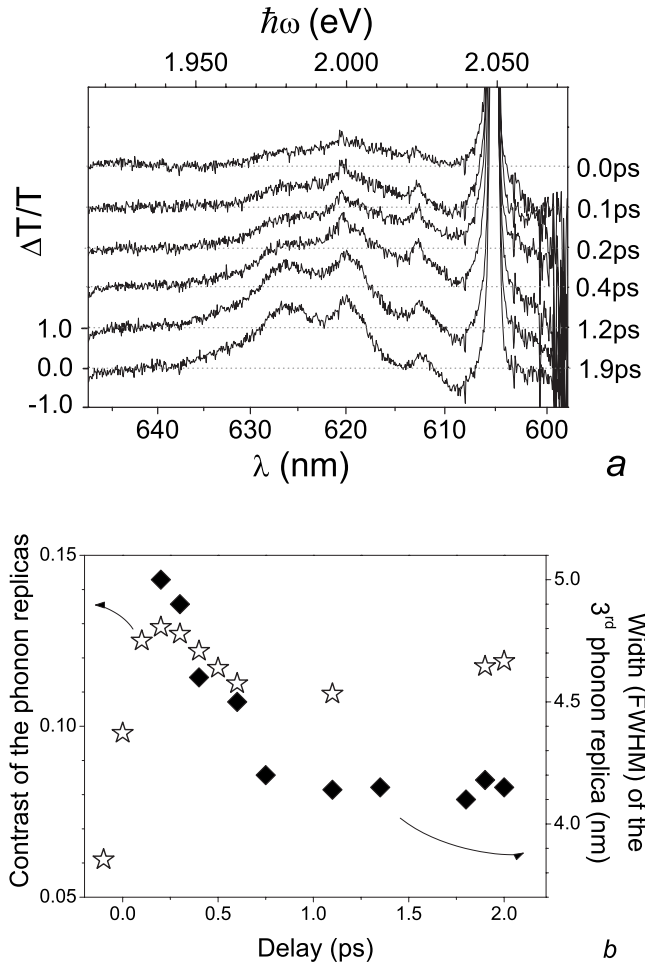 ħω (eV)
1.950 2.000 2.050
ΔT/T
0.0ps
0.1ps
0.2ps
0.4ps
1.2ps
1.9ps
1.0
0.0
-1.0
640 630 620 610 600
λ (nm)
a
Contrast of the phonon replicas
0.15
0.10
0.05
5.0
4.5
4.0
Width (FWHM) of the
3rd phonon replica (nm)
0.0 0.5 1.0 1.5 2.0
Delay (ps)
b